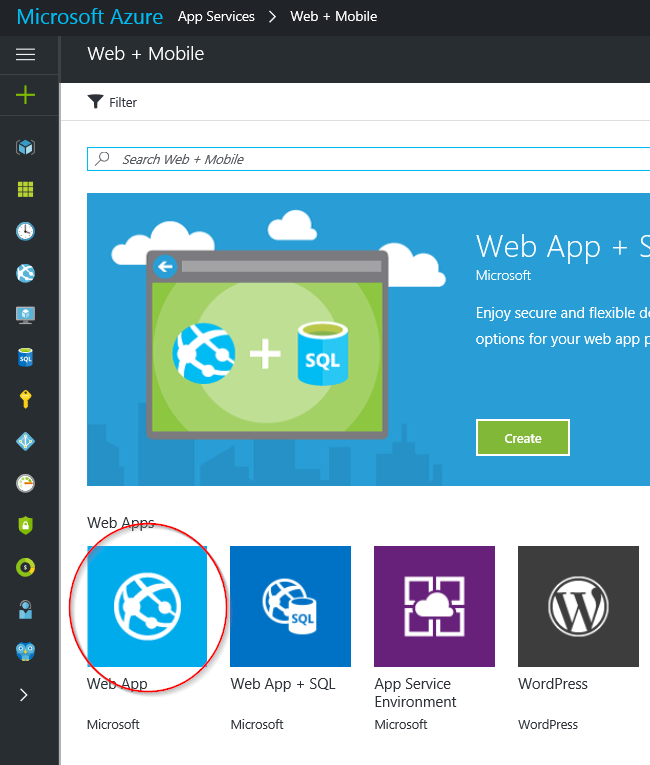 Microsoft Azure App Services > Web + Mobile
Web + Mobile
Filter
Search Web + Mobile
Web App + S
Microsoft
Enjoy secure and flexible de
options for your web app p
SQL
+
SQL
Create
Web Apps
SQL
Web App
Web App + SQL
App Service
Environment
WordPress
Microsoft
Microsoft
Microsoft
WordPress